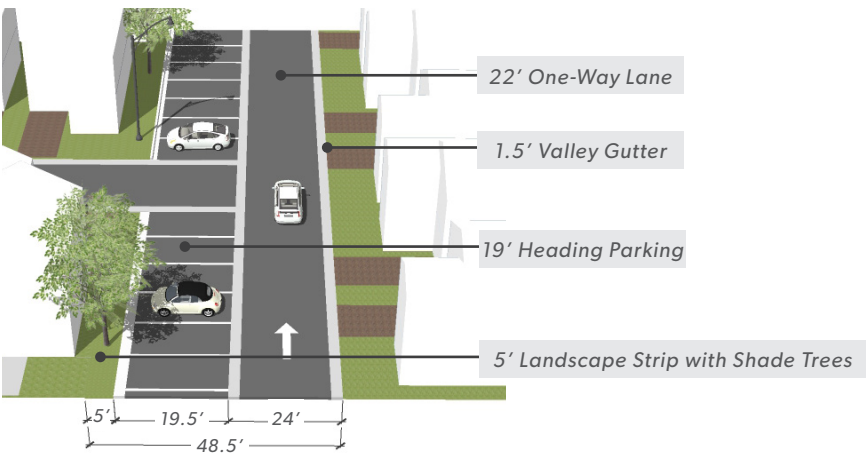 22’ One-Way Lane
1.5’ Valley Gutter
19’ Heading Parking
5’ Landscape Strip with Shade Trees
5’ 19.5’ 24’
48.5’